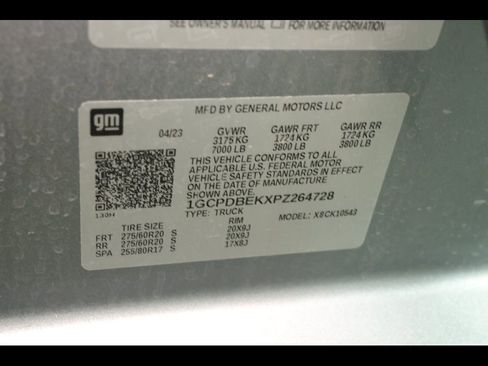 SEE OWNER'S MANUAL FOR MORE INFORMATION
gm
MFD BY GENERAL MOTORS LLC
04/23 GVWR GAWR FRT GAWR RR
3175 KG 1724 KG 1724 KG
7000 LB 3800 LB 3800 LB
THIS VEHICLE CONFORMS TO ALL
APPLICABLE U.S. FEDERAL MOTOR
VEHICLE SAFETY STANDARDS IN EFFECT
ON THE DATE OF MANUFACTURE
SHOWN ABOVE.
1GCPDBEKXPZ264728
TYPE: TRUCK MODEL: X8CK10543
130H
TIRE SIZE RIM
FRT 275/60R20 S 20X9J
RR 275/60R20 S 20X9J
SPA 255/80R17 S 17X8J